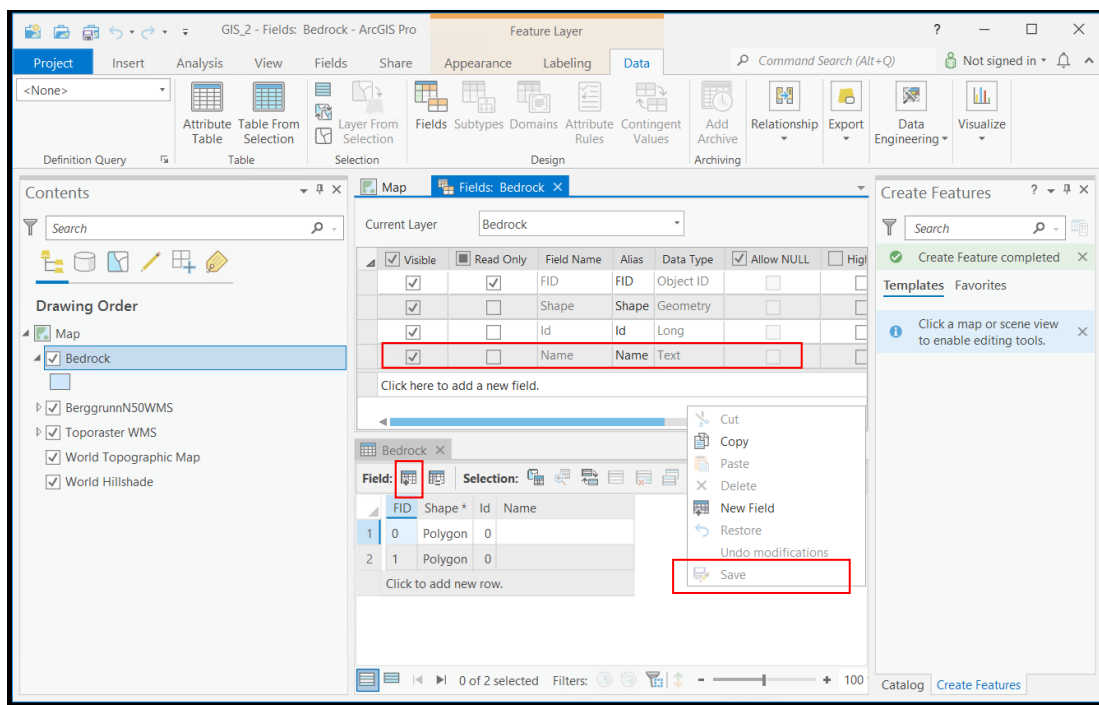 GIS_2 - Fields: Bedrock - ArcGIS Pro
Feature Layer
?
Project Insert Analysis View Fields Share Appearance Labeling Data
Command Search (Alt+Q)
Not signed in
<None>
Definition Query
Attribute Table
Table From Selection
Table
Layer From Selection
Selection
Fields Subtypes Domains Attribute Rules Contingent Values
Design
Add Archive
Archiving
Relationship
Export
Data Engineering
Visualize
Contents
Search
Drawing Order
Map
Bedrock
BerggrunnN50WMS
Toporaster WMS
World Topographic Map
World Hillshade
Map Fields: Bedrock
Current Layer Bedrock
Visible Read Only Field Name Alias Data Type Allow NULL Higl
FID FID Object ID
Shape Shape Geometry
Id Id Long
Name Name Text
Click here to add a new field.
Cut
Copy
Paste
Delete
New Field
Restore
Undo modifications
Save
Bedrock
Field: Selection:
FID Shape * Id Name
1 0 Polygon 0
2 1 Polygon 0
Click to add new row.
0 of 2 selected Filters: - + 100
Create Features ?
Search
Create Feature completed
Templates Favorites
Click a map or scene view
to enable editing tools.
Catalog Create Features